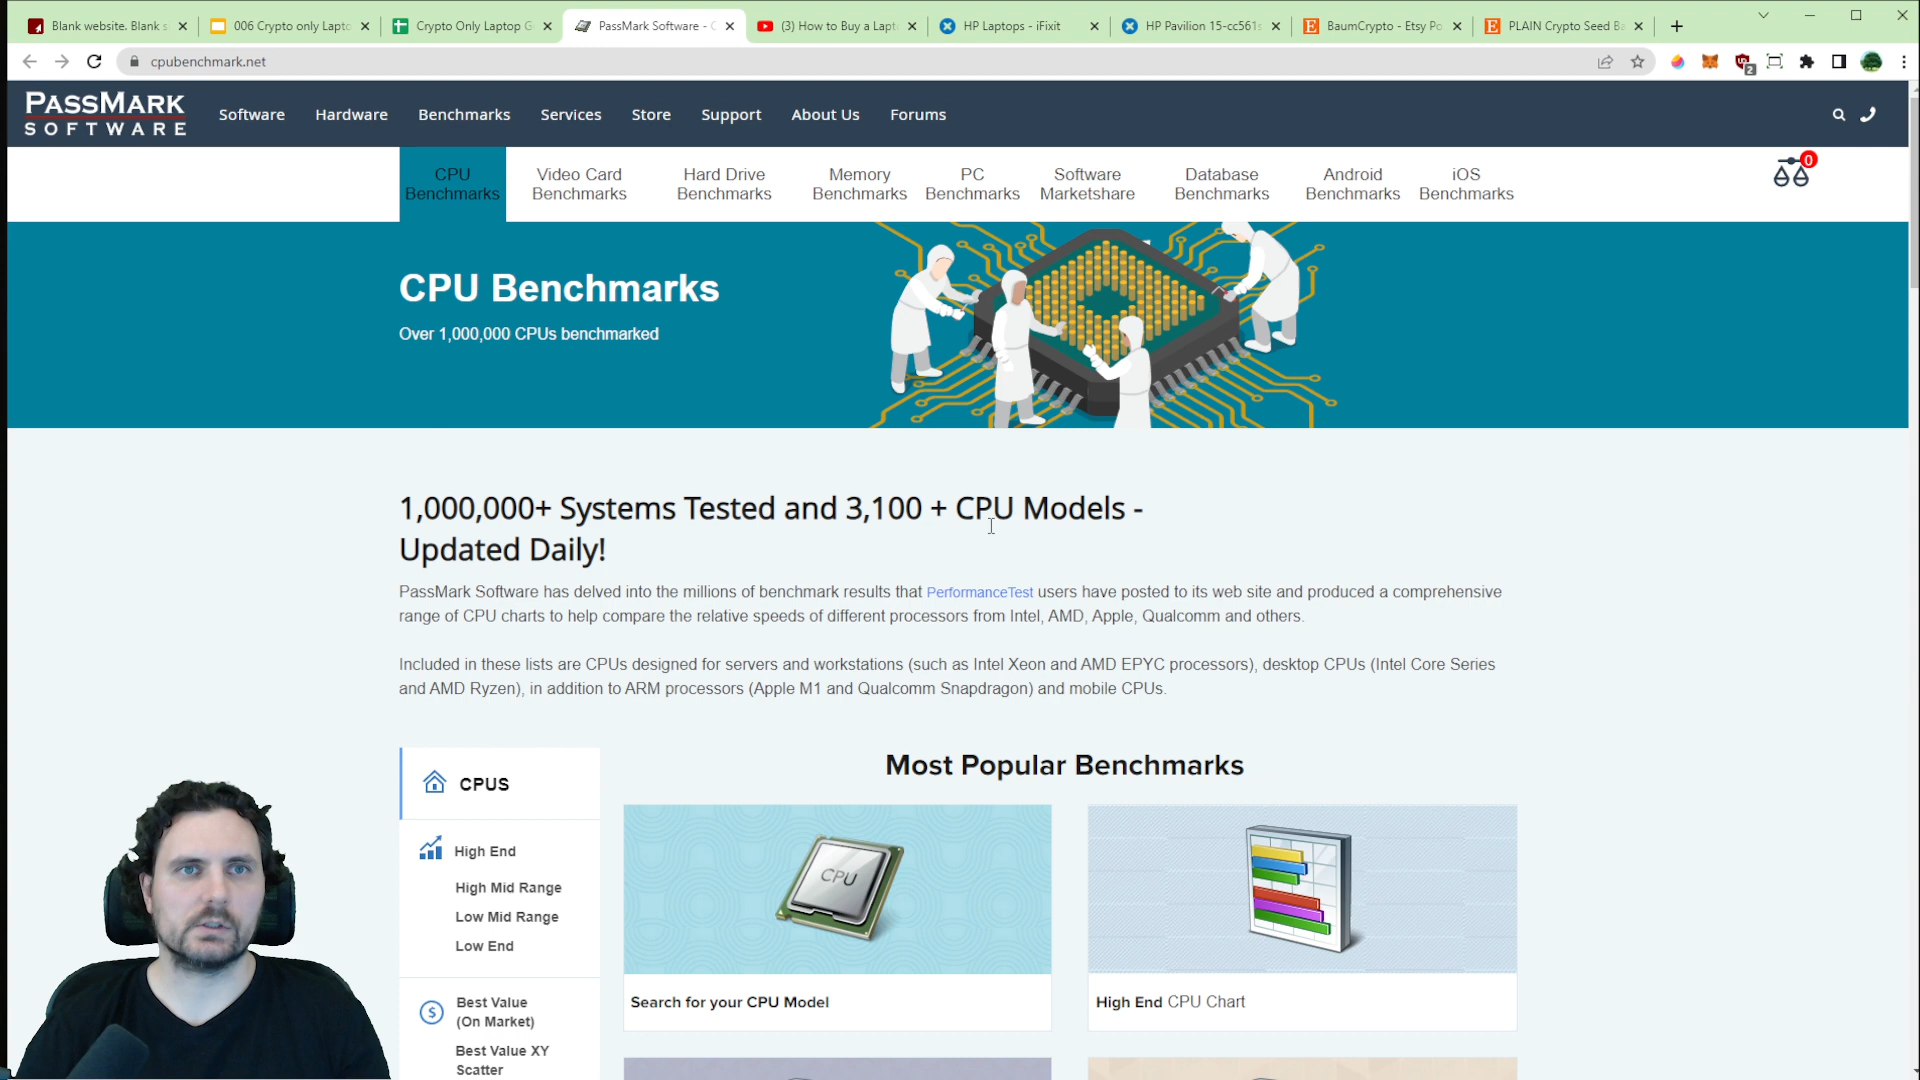 Blank website. Blank s
006 Crypto only Lapto
Crypto Only Laptop G
PassMark Software - C
(3) How to Buy a Lapt
HP Laptops - iFixit
HP Pavilion 15-cc561s
BaumCrypto - Etsy Po
PLAIN Crypto Seed Ba
cpubenchmark.net
2
PASSMARK
SOFTWARE
Software
Hardware
Benchmarks
Services
Store
Support
About Us
Forums
CPU
Benchmarks
Video Card
Benchmarks
Hard Drive
Benchmarks
Memory
Benchmarks
PC
Benchmarks
Software
Marketshare
Database
Benchmarks
Android
Benchmarks
iOS
Benchmarks
0
CPU Benchmarks
Over 1,000,000 CPUs benchmarked
1,000,000+ Systems Tested and 3,100 + CPU Models -
Updated Daily!
PassMark Software has delved into the millions of benchmark results that PerformanceTest users have posted to its web site and produced a comprehensive
range of CPU charts to help compare the relative speeds of different processors from Intel, AMD, Apple, Qualcomm and others.
Included in these lists are CPUs designed for servers and workstations (such as Intel Xeon and AMD EPYC processors), desktop CPUs (Intel Core Series
and AMD Ryzen), in addition to ARM processors (Apple M1 and Qualcomm Snapdragon) and mobile CPUs.
CPUS
High End
High Mid Range
Low Mid Range
Low End
Best Value
(On Market)
Best Value XY
Scatter
Most Popular Benchmarks
CPU
Search for your CPU Model
High End CPU Chart